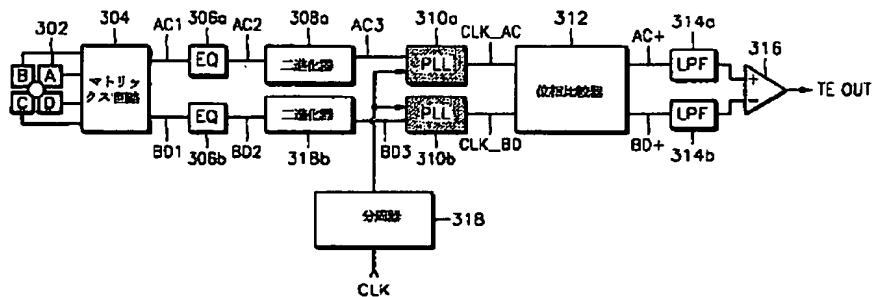 302
304
AC1
306a
AC2
308a
AC3
310a
CLK_AC
312
AC+
314a
316
B
A
C
D
マトリッ
クス回路
EQ
二進化器
PLL
位相比較器
LPF
+
−
TE OUT
EQ
二進化器
PLL
LPF
BD1
306b
BD2
318b
BD3
310b
CLK_BD
BD+
314b
分周器
318
CLK